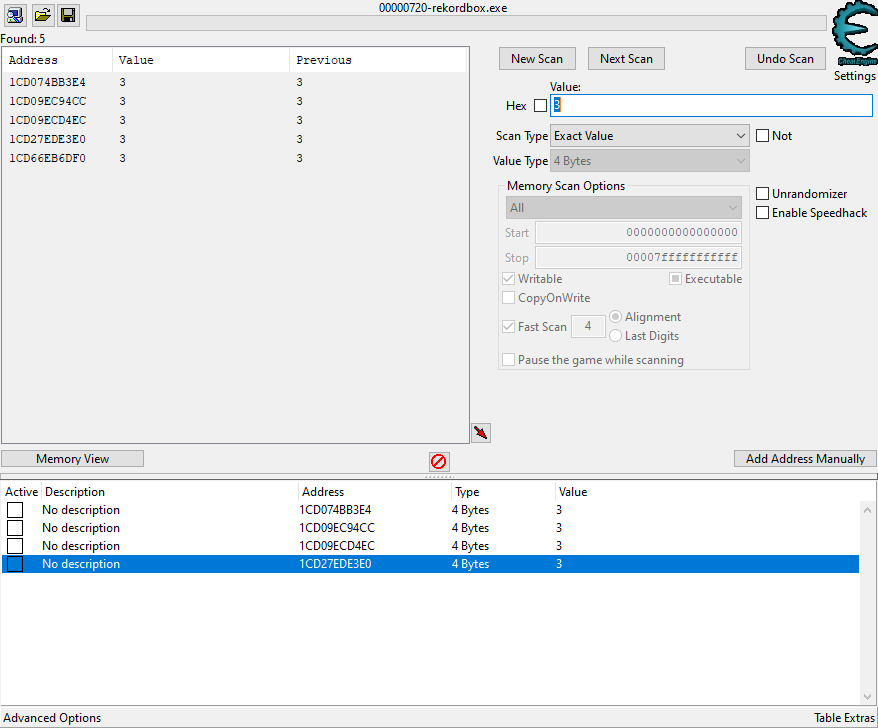 00000720-rekordbox.exe
Found: 5
Address Value Previous
1CD074BB3E4 3 3
1CD09EC94CC 3 3
1CD09ECD4EC 3 3
1CD27EDE3E0 3 3
1CD66EB6DF0 3 3
New Scan Next Scan Undo Scan
Cheat Engine
Settings
Value:
Hex 3
Scan Type Exact Value Not
Value Type 4 Bytes
Memory Scan Options
All
Unrandomizer
Enable Speedhack
Start 0000000000000000
Stop 00007fffffffffff
Writable Executable
CopyOnWrite
Fast Scan 4 Alignment
Last Digits
Pause the game while scanning
Memory View Add Address Manually
Active Description Address Type Value
No description 1CD074BB3E4 4 Bytes 3
No description 1CD09EC94CC 4 Bytes 3
No description 1CD09ECD4EC 4 Bytes 3
No description 1CD27EDE3E0 4 Bytes 3
Advanced Options Table Extras